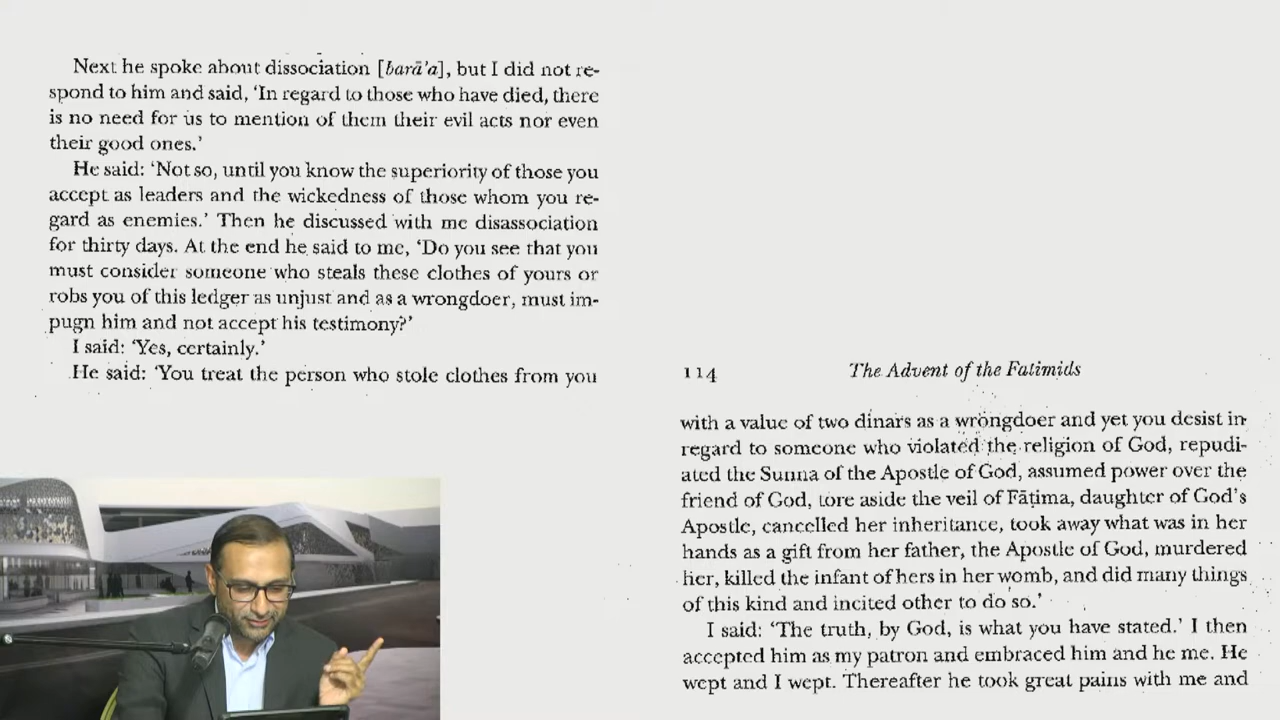 Next he spoke about dissociation [barā'a], but I did not re-
spond to him and said, 'In regard to those who have died, there
is no need for us to mention of them their evil acts nor even
their good ones.'
He said: 'Not so, until you know the superiority of those you
accept as leaders and the wickedness of those whom you re-
gard as enemies.' Then he discussed with me disassociation
for thirty days. At the end he said to me, 'Do you see that you
must consider someone who steals these clothes of yours or
robs you of this ledger as unjust and as a wrongdoer, must im-
pugn him and not accept his testimony?'
I said: 'Yes, certainly.'
He said: 'You treat the person who stole clothes from you
114 The Advent of the Fatimids
with a value of two dinars as a wrongdoer and yet you desist in
regard to someone who violated the religion of God, repudi-
ated the Sunna of the Apostle of God, assumed power over the
friend of God, tore aside the veil of Fāṭima, daughter of God's
Apostle, cancelled her inheritance, took away what was in her
hands as a gift from her father, the Apostle of God, murdered
her, killed the infant of hers in her womb, and did many things
of this kind and incited other to do so.'
I said: 'The truth, by God, is what you have stated.' I then
accepted him as my patron and embraced him and he me. He
wept and I wept. Thereafter he took great pains with me and